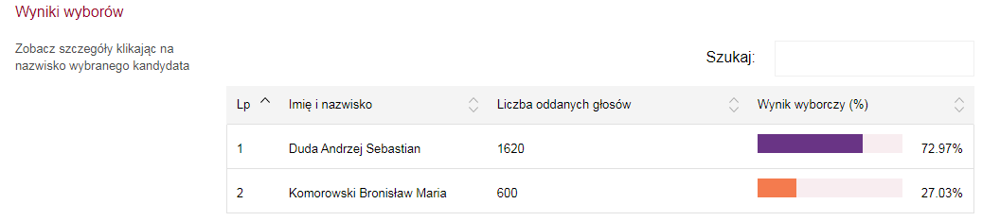 Wyniki wyborów
Zobacz szczegóły klikając na
nazwisko wybranego kandydata
Szukaj:
Lp Imię i nazwisko Liczba oddanych głosów Wynik wyborczy (%)
1 Duda Andrzej Sebastian 1620 72.97%
2 Komorowski Bronisław Maria 600 27.03%